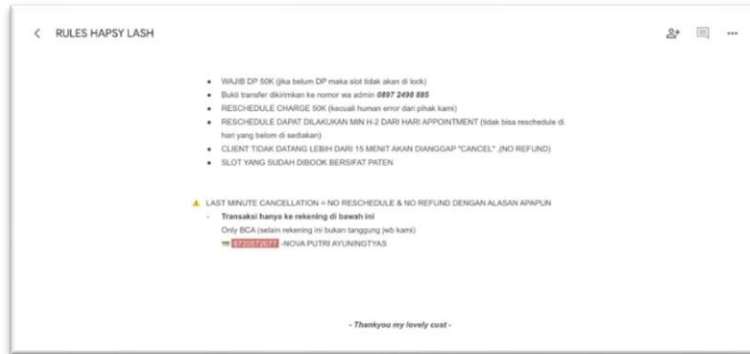 RULES HAPSY LASH
WAJIB DP 50K (jika belum DP maka slot tidak akan di lock)
Bukti transfer dikirimkan ke nomor wa admin 0897 2498 885
RESCHEDULE CHARGE 50K (kecuali human error dari pihak kami)
RESCHEDULE DAPAT DILAKUKAN MIN H-2 DARI HARI APPOINTMENT (tidak bisa reschedule di
hari yang belom di sediakan)
CLIENT TIDAK DATANG LEBIH DARI 15 MENIT AKAN DIANGGAP "CANCEL" .(NO REFUND)
SLOT YANG SUDAH DIBOOK BERSIFAT PATEN
LAST MINUTE CANCELLATION = NO RESCHEDULE & NO REFUND DENGAN ALASAN APAPUN
- Transaksi hanya ke rekening di bawah ini
Only BCA (selain rekening ini bukan tanggung jwb kami)
-NOVA PUTRI AYUNINGTYAS
- Thankyou my lovely cust -